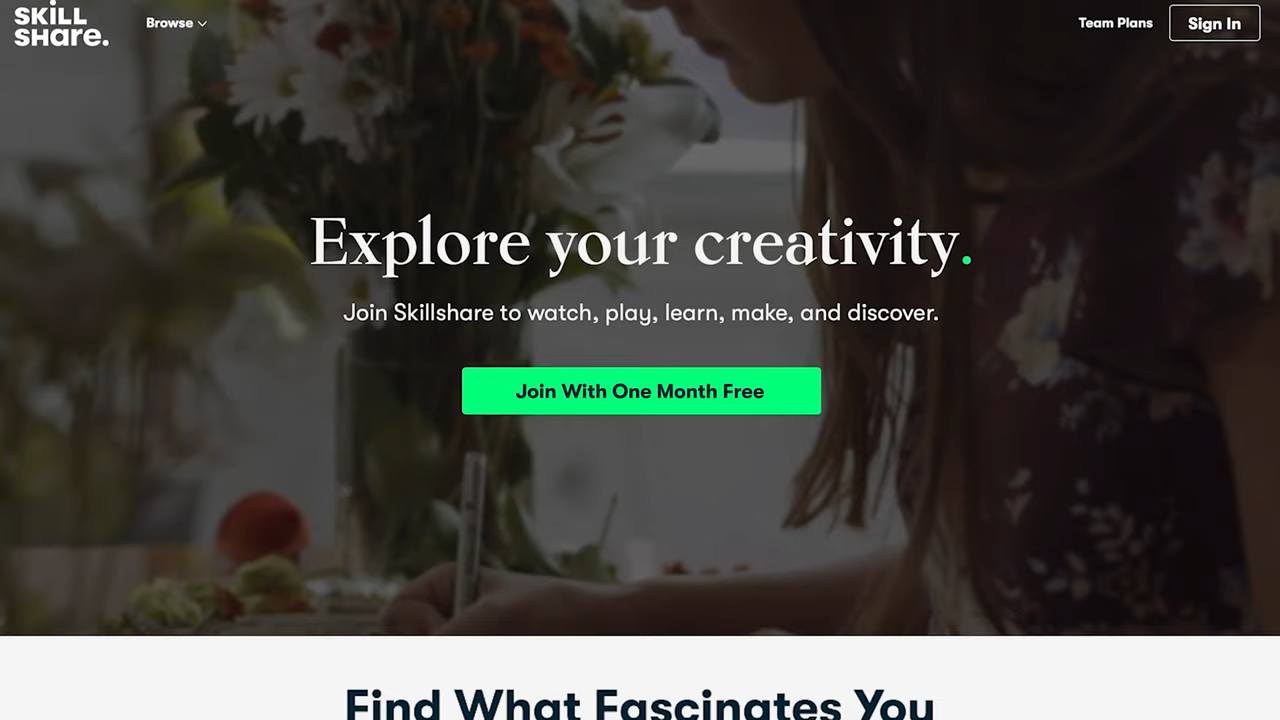 SKiLL
SHare.
Browse
Team Plans
Sign In
Explore your creativity.
Join Skillshare to watch, play, learn, make, and discover.
Join With One Month Free
Find What Fascinates You